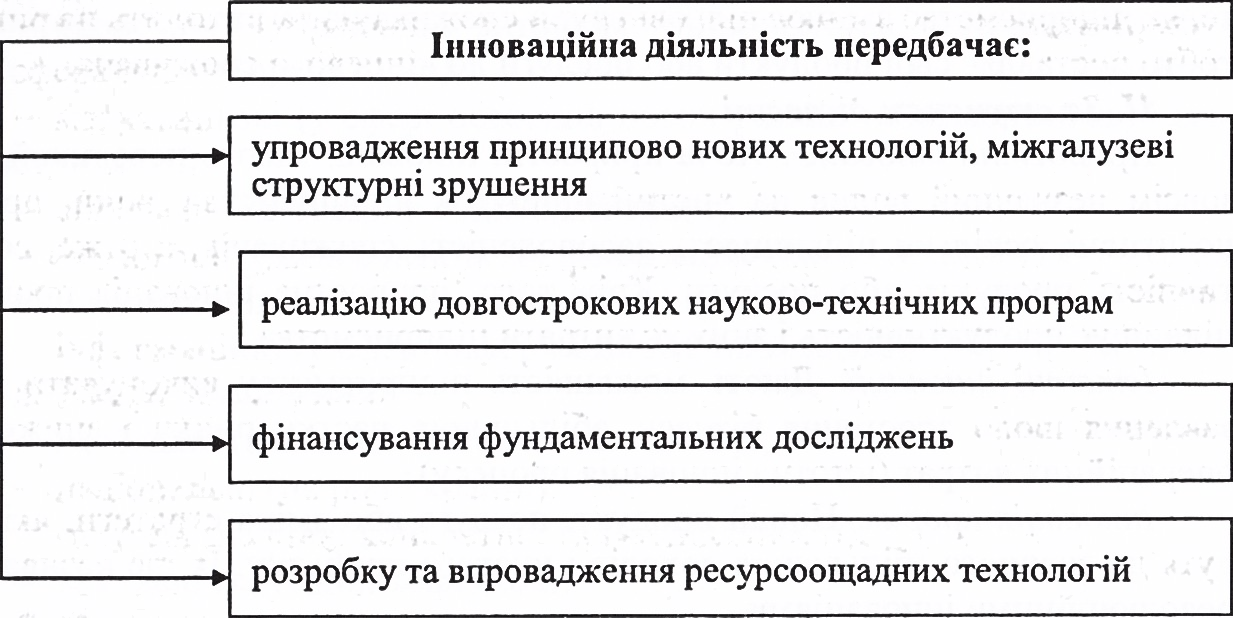 Інноваційна діяльність передбачає:
упровадження принципово нових технологій, міжгалузеві
структурні зрушення
реалізацію довгострокових науково-технічних програм
фінансування фундаментальних досліджень
розробку та впровадження ресурсоощадних технологій